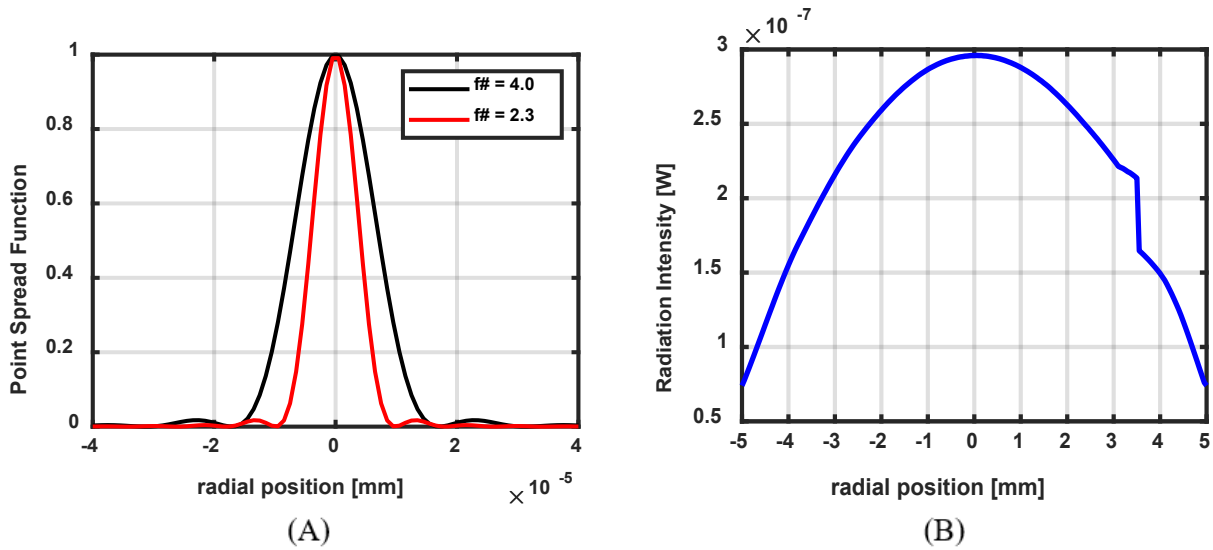 1
0.8
0.6
0.4
0.2
0
-4
-2
0
2
4
Point Spread Function
radial position [mm]
× 10 -5
f# = 4.0
f# = 2.3
(A)
× 10 -7
3
2.5
2
1.5
1
0.5
-5
-4
-3
-2
-1
0
1
2
3
4
5
Radiation Intensity [W]
radial position [mm]
(B)